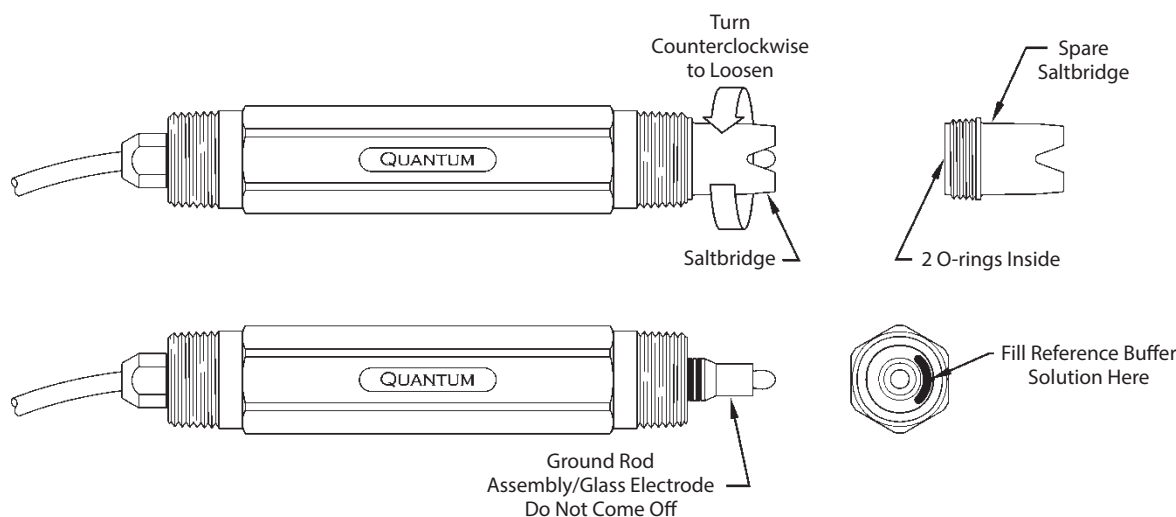 Turn
Counterclockwise
to Loosen
Spare
Saltbridge
QUANTUM
Saltbridge
2 O-rings Inside
QUANTUM
Fill Reference Buffer
Solution Here
Ground Rod
Assembly/Glass Electrode
Do Not Come Off